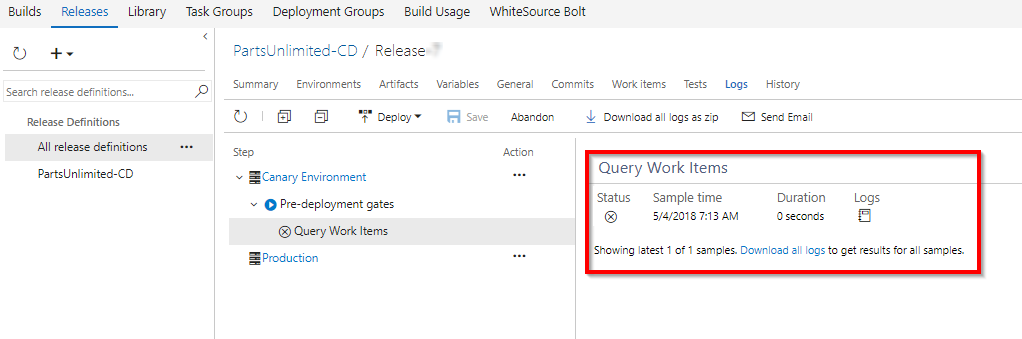 Builds Releases Library Task Groups Deployment Groups Build Usage WhiteSource Bolt
PartsUnlimited-CD / Release-
Search release definitions...
Summary Environments Artifacts Variables General Commits Work items Tests Logs History
Deploy Save Abandon Download all logs as zip Send Email
Release Definitions
All release definitions ...
PartsUnlimited-CD
Step Action
Canary Environment ...
Pre-deployment gates
Query Work Items
Production ...
Query Work Items
Status Sample time Duration Logs
5/4/2018 7:13 AM 0 seconds
Showing latest 1 of 1 samples. Download all logs to get results for all samples.